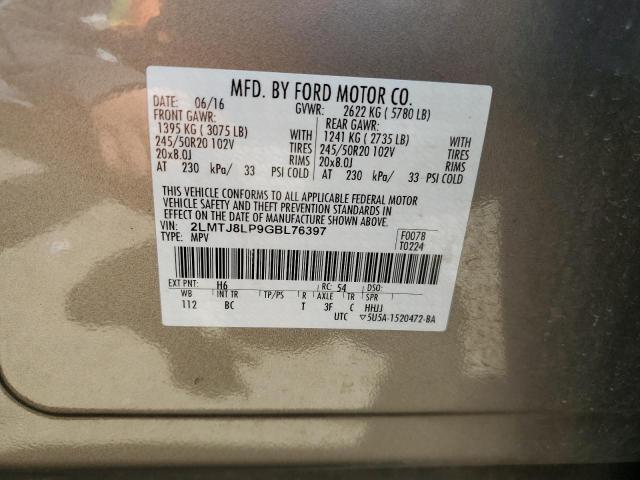 MFD. BY FORD MOTOR CO.
DATE: 06/16 GVWR: 2622 KG ( 5780 LB)
FRONT GAWR: REAR GAWR:
1395 KG ( 3075 LB) WITH 1241 KG ( 2735 LB) WITH
245/50R20 102V TIRES 245/50R20 102V TIRES
20x8.0J RIMS 20x8.0J RIMS
AT 230 kPa/ 33 PSI COLD AT 230 kPa/ 33 PSI COLD
THIS VEHICLE CONFORMS TO ALL APPLICABLE FEDERAL MOTOR
VEHICLE SAFETY AND THEFT PREVENTION STANDARDS IN
EFFECT ON THE DATE OF MANUFACTURE SHOWN ABOVE.
VIN: 2LMTJ8LP9GBL76397 F0078
TYPE: MPV T0224
EXT PNT: H6 RC: 54 DSO:
WB INT TR TP/PS R AXLE TR SPR
112 BC T 3F C HHJJ
UTC ▽5U5A-1520472-BA